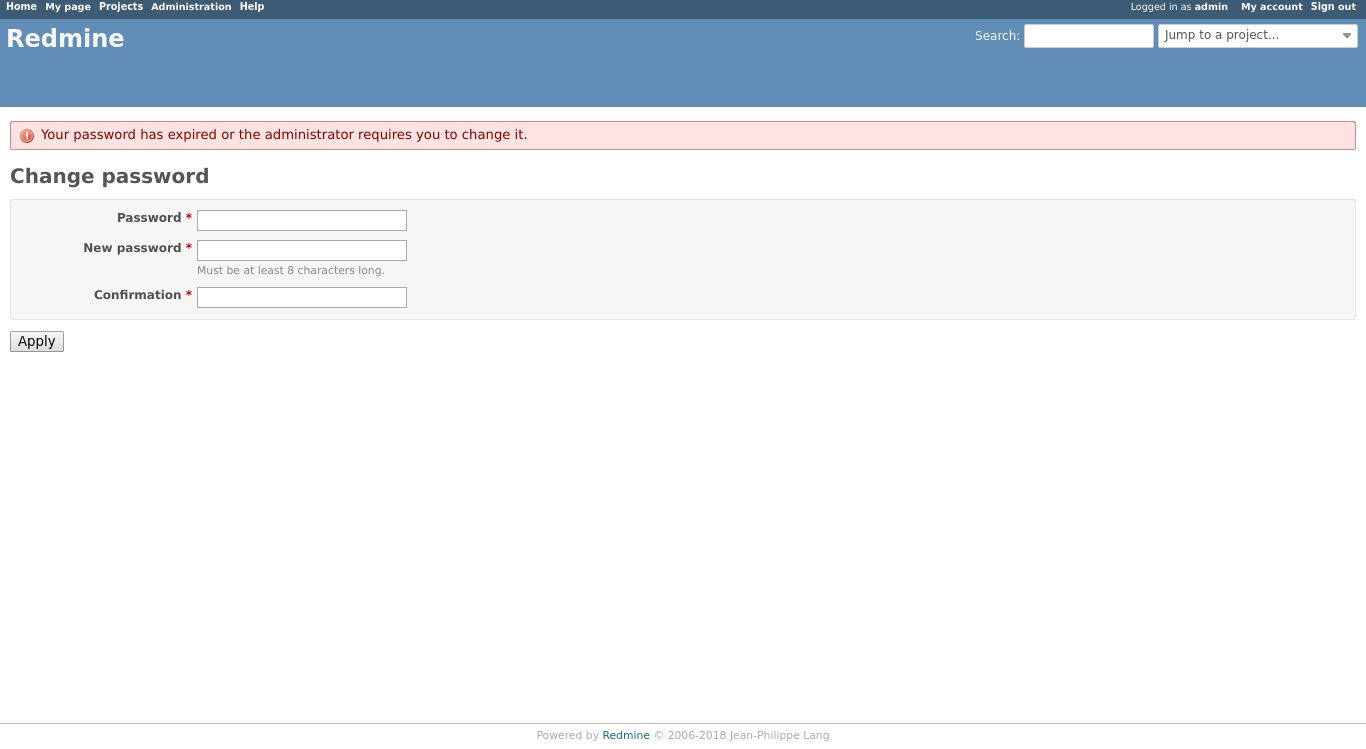 Home My page Projects Administration Help Logged in as admin My account Sign out
Redmine Search: Jump to a project...
Your password has expired or the administrator requires you to change it.
Change password
Password *
New password *
Must be at least 8 characters long.
Confirmation *
Apply
Powered by Redmine © 2006-2018 Jean-Philippe Lang